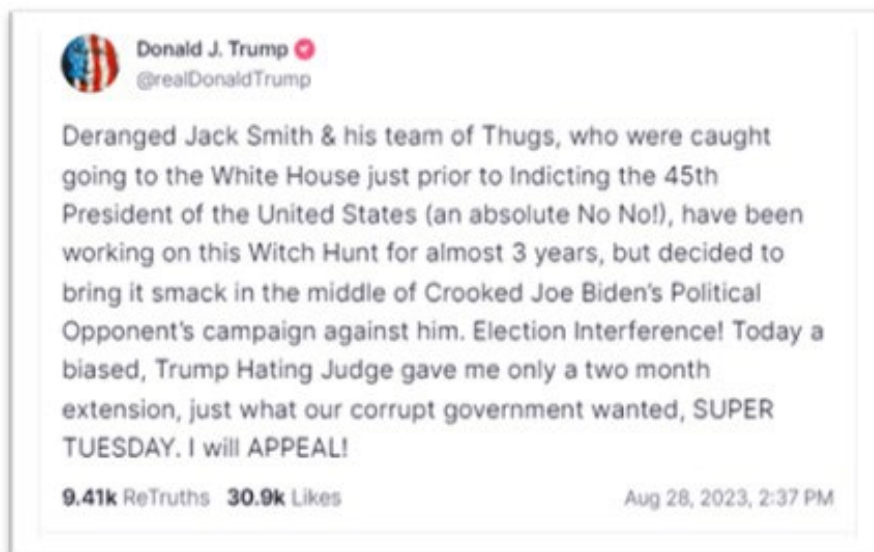 Donald J. Trump
@realDonaldTrump
Deranged Jack Smith & his team of Thugs, who were caught
going to the White House just prior to Indicting the 45th
President of the United States (an absolute No No!), have been
working on this Witch Hunt for almost 3 years, but decided to
bring it smack in the middle of Crooked Joe Biden's Political
Opponent's campaign against him. Election Interference! Today a
biased, Trump Hating Judge gave me only a two month
extension, just what our corrupt government wanted, SUPER
TUESDAY. I will APPEAL!
9.41k ReTruths 30.9k Likes Aug 28, 2023, 2:37 PM